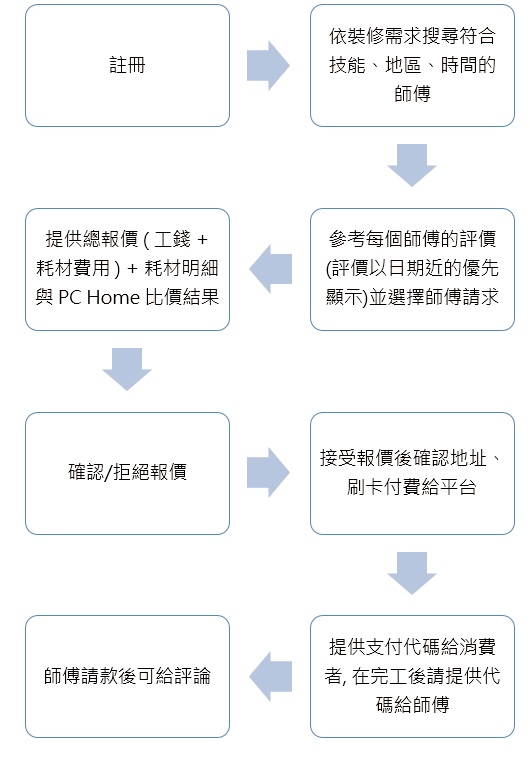 註冊
依裝修需求搜尋符合
技能、地區、時間的
師傅
參考每個師傅的評價
(評價以日期近的優先
顯示)並選擇師傅請求
提供總報價 ( 工錢 +
耗材費用 ) + 耗材明細
與 PC Home 比價結果
確認/拒絕報價
接受報價後確認地址、
刷卡付費給平台
提供支付代碼給消費
者, 在完工後請提供代
碼給師傅
師傅請款後可給評論